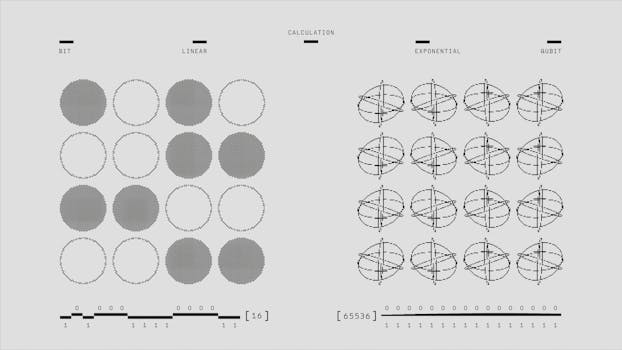 CALCULATION
BIT LINEAR EXPONENTIAL QUBIT
0 0 0 0 0 0 0 0
[16]
1 1 1 1 1 1 1 1
0 0 0 0 0 0 0 0 0 0 0 0 0 0 0 0
[65536]
1 1 1 1 1 1 1 1 1 1 1 1 1 1 1 1